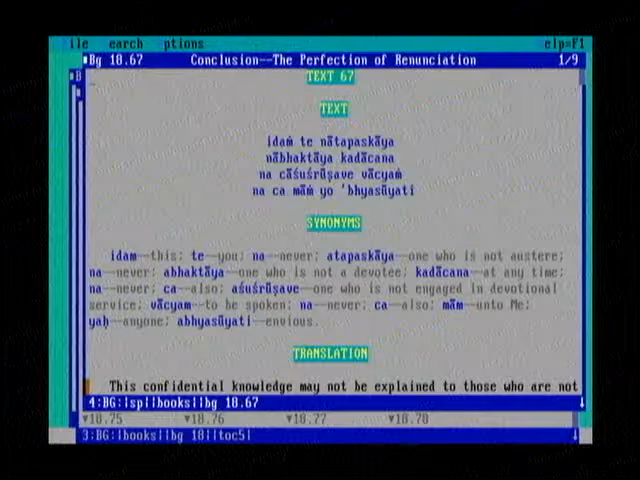 ile earch ptions elp=F1
Bg 18.67 Conclusion--The Perfection of Renunciation 1/9
B
TEXT 67
TEXT
idaṁ te nātapaskāya
nābhaktāya kadācana
na cāśuśrūṣave vācyaṁ
na ca māṁ yo 'bhyasūyati
SYNONYMS
idam--this; te--you; na--never; atapaskāya--one who is not austere;
na--never; abhaktāya--one who is not a devotee; kadācana--at any time;
na--never; ca--also; aśuśrūṣave--one who is not engaged in devotional
service; vācyam--to be spoken; na--never; ca--also; mām--unto Me;
yaḥ--anyone; abhyasūyati--envious.
TRANSLATION
This confidential knowledge may not be explained to those who are not
4:BG:|sp||books||bg 18.67
▼18.75 ▼18.76 ▼18.77 ▼18.78
3:BG:|books||bg 18||toc5|